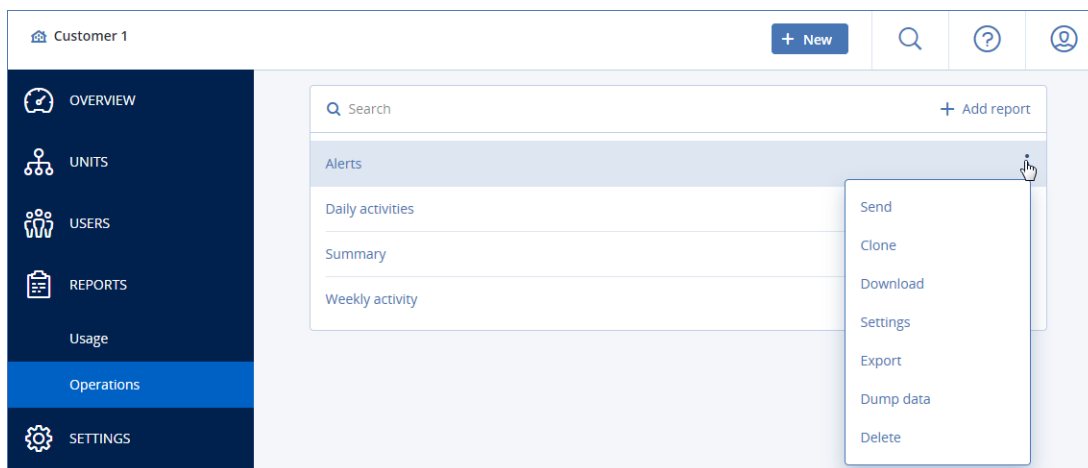 Customer 1
+ New
OVERVIEW
UNITS
USERS
REPORTS
Usage
Operations
SETTINGS
Search
+ Add report
Alerts
Daily activities
Summary
Weekly activity
Send
Clone
Download
Settings
Export
Dump data
Delete